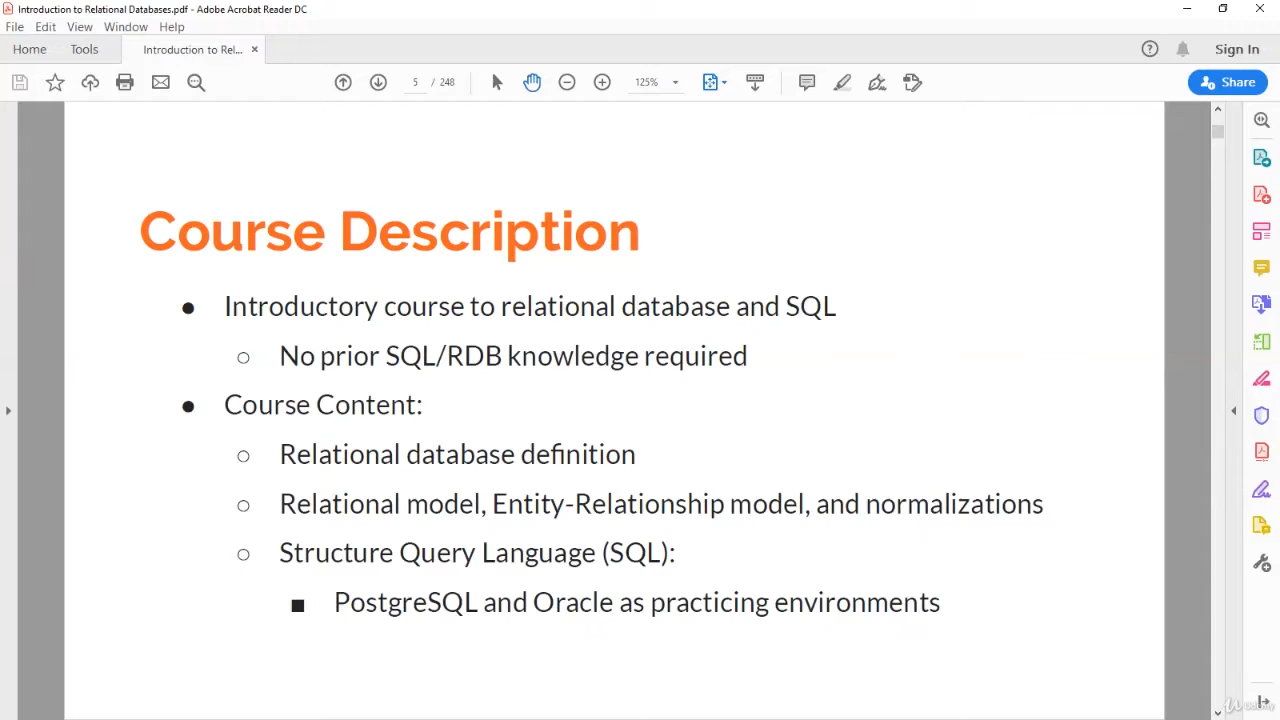 Introduction to Relational Databases.pdf - Adobe Acrobat Reader DC
File Edit View Window Help
Home Tools Introduction to Rel... × Sign In
5 / 248 125% Share
Course Description
● Introductory course to relational database and SQL
○ No prior SQL/RDB knowledge required
● Course Content:
○ Relational database definition
○ Relational model, Entity-Relationship model, and normalizations
○ Structure Query Language (SQL):
■ PostgreSQL and Oracle as practicing environments